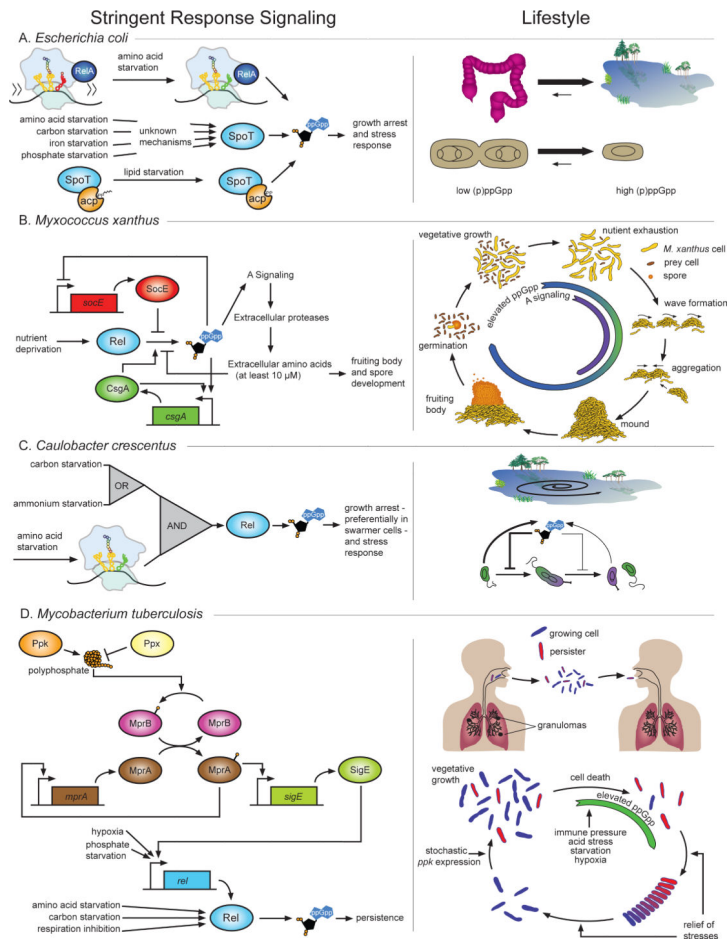 Stringent Response Signaling
Lifestyle
A. Escherichia coli
RelA
amino acid
starvation
RelA
amino acid starvation
carbon starvation
iron starvation
phosphate starvation
unknown
mechanisms
SpoT
ppGpp
growth arrest
and stress
response
SpoT
acp
lipid starvation
SpoT
acp
low (p)ppGpp
high (p)ppGpp
B. Myxococcus xanthus
socE
SocE
nutrient
deprivation
Rel
ppGpp
CsgA
csgA
A Signaling
Extracellular proteases
Extracellular amino acids
(at least 10 µM)
fruiting body
and spore
development
vegetative growth
nutient exhaustion
M. xanthus cell
prey cell
spore
elevated ppGpp
A signaling
wave formation
germination
aggregation
fruiting
body
mound
C. Caulobacter crescentus
carbon starvation
OR
ammonium starvation
AND
amino acid
starvation
Rel
ppGpp
growth arrest -
preferentially in
swarmer cells -
and stress
response
ppGpp
D. Mycobacterium tuberculosis
Ppk
Ppx
polyphosphate
MprB
MprB
MprA
MprA
SigE
mprA
sigE
hypoxia
phosphate
starvation
rel
amino acid starvation
carbon starvation
respiration inhibition
Rel
ppGpp
persistence
growing cell
persister
granulomas
vegetative
growth
cell death
elevated ppGpp
immune pressure
acid stress
starvation
hypoxia
stochastic
ppk expression
relief of
stresses